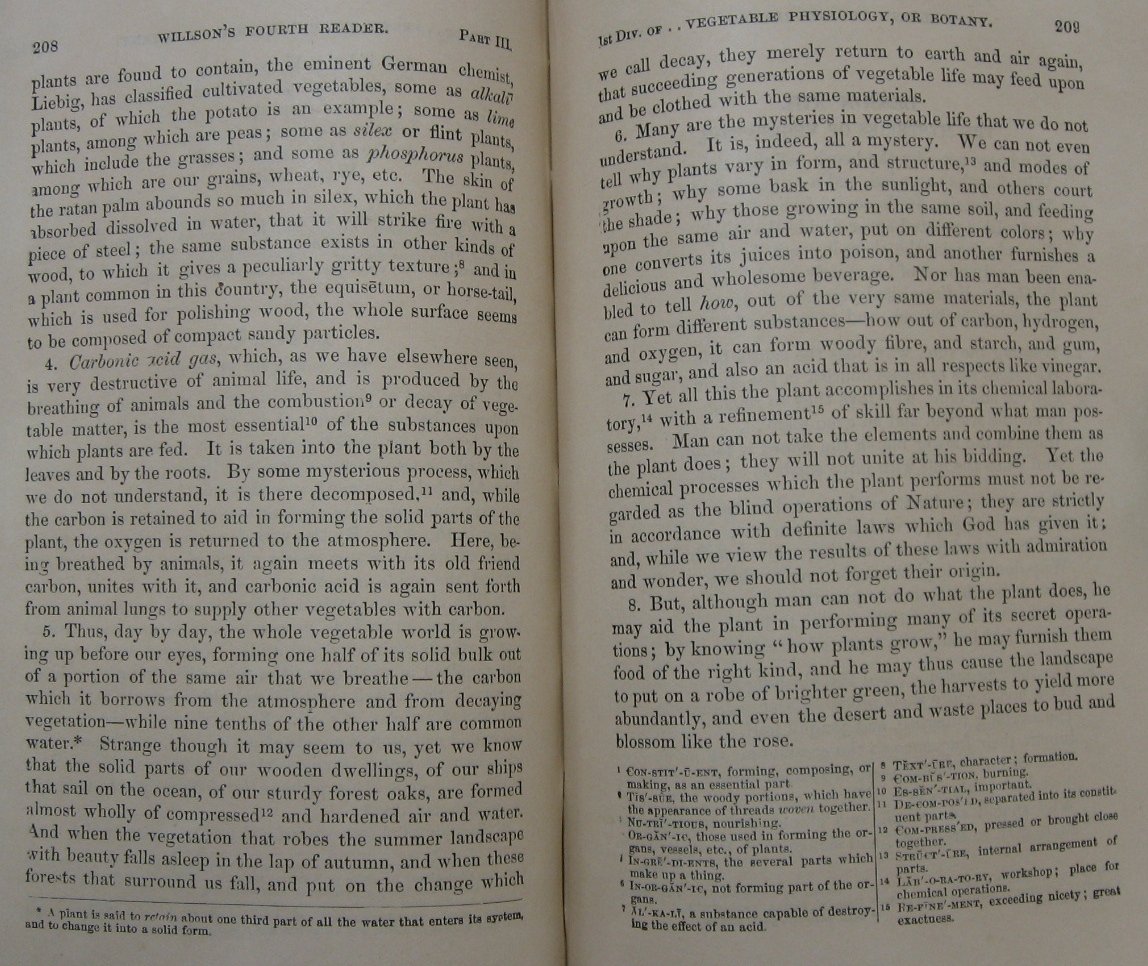 208 WILLSON'S FOURTH READER. PART III.
plants are found to contain, the eminent German chemist,
Liebig, has classified cultivated vegetables, some as alkalī
plants, of which the potato is an example; some as lime
plants, among which are peas; some as silex or flint plants,
which include the grasses; and some as phosphorus plants,
among which are our grains, wheat, rye, etc. The skin of
the ratan palm abounds so much in silex, which the plant has
absorbed dissolved in water, that it will strike fire with a
piece of steel; the same substance exists in other kinds of
wood, to which it gives a peculiarly gritty texture;⁸ and in
a plant common in this country, the equisētum, or horse-tail,
which is used for polishing wood, the whole surface seems
to be composed of compact sandy particles.
4. Carbonic acid gas, which, as we have elsewhere seen,
is very destructive of animal life, and is produced by the
breathing of animals and the combustion⁹ or decay of vege-
table matter, is the most essential¹⁰ of the substances upon
which plants are fed. It is taken into the plant both by the
leaves and by the roots. By some mysterious process, which
we do not understand, it is there decomposed,¹¹ and, while
the carbon is retained to aid in forming the solid parts of the
plant, the oxygen is returned to the atmosphere. Here, be-
ing breathed by animals, it again meets with its old friend
carbon, unites with it, and carbonic acid is again sent forth
from animal lungs to supply other vegetables with carbon.
5. Thus, day by day, the whole vegetable world is grow-
ing up before our eyes, forming one half of its solid bulk out
of a portion of the same air that we breathe—the carbon
which it borrows from the atmosphere and from decaying
vegetation—while nine tenths of the other half are common
water.* Strange though it may seem to us, yet we know
that the solid parts of our wooden dwellings, of our ships
that sail on the ocean, of our sturdy forest oaks, are formed
almost wholly of compressed¹² and hardened air and water.
And when the vegetation that robes the summer landscape
with beauty falls asleep in the lap of autumn, and when these
forests that surround us fall, and put on the change which
* A plant is said to retain about one third part of all the water that enters its system,
and to change it into a solid form.
1st DIV. OF . . VEGETABLE PHYSIOLOGY, OR BOTANY. 209
we call decay, they merely return to earth and air again,
that succeeding generations of vegetable life may feed upon
and be clothed with the same materials.
6. Many are the mysteries in vegetable life that we do not
understand. It is, indeed, all a mystery. We can not even
tell why plants vary in form, and structure,¹³ and modes of
growth; why some bask in the sunlight, and others court
the shade; why those growing in the same soil, and feeding
upon the same air and water, put on different colors; why
one converts its juices into poison, and another furnishes a
delicious and wholesome beverage. Nor has man been ena-
bled to tell how, out of the very same materials, the plant
can form different substances—how out of carbon, hydrogen,
and oxygen, it can form woody fibre, and starch, and gum,
and sugar, and also an acid that is in all respects like vinegar.
7. Yet all this the plant accomplishes in its chemical labora-
tory,¹⁴ with a refinement¹⁵ of skill far beyond what man pos-
sesses. Man can not take the elements and combine them as
the plant does; they will not unite at his bidding. Yet the
chemical processes which the plant performs must not be re-
garded as the blind operations of Nature; they are strictly
in accordance with definite laws which God has given it;
and, while we view the results of these laws with admiration
and wonder, we should not forget their origin.
8. But, although man can not do what the plant does, he
may aid the plant in performing many of its secret opera-
tions; by knowing "how plants grow," he may furnish them
food of the right kind, and he may thus cause the landscape
to put on a robe of brighter green, the harvests to yield more
abundantly, and even the desert and waste places to bud and
blossom like the rose.
¹ CON-STIT'-Ū-ENT, forming, composing, or
making, as an essential part.
² TIS'-SŪE, the woody portions, which have
the appearance of threads woven together.
³ NU-TRI'-TIOUS, nourishing.
OR-GĂN'-IC, those used in forming the or-
gans, vessels, etc., of plants.
IN-GRĒ'-DI-ENTS, the several parts which
make up a thing.
⁶ IN-OR-GĂN'-IC, not forming part of the or-
gans.
⁷ ĂL'-KA-LĪ, a substance capable of destroy-
ing the effect of an acid.
⁸ TĔXT'-ŪRE, character; formation.
⁹ COM-BŬS'-TION, burning.
¹⁰ ES-SĔN'-TIAL, important.
¹¹ DE-COM-POS'ED, separated into its constit-
uent parts.
¹² COM-PRESS'ED, pressed or brought close
together.
¹³ STRŬCT'-ŪRE, internal arrangement of
parts.
¹⁴ LĂB'-O-RA-TO-RY, workshop; place for
chemical operations.
¹⁵ RE-FINE'-MENT, exceeding nicety; great
exactness.